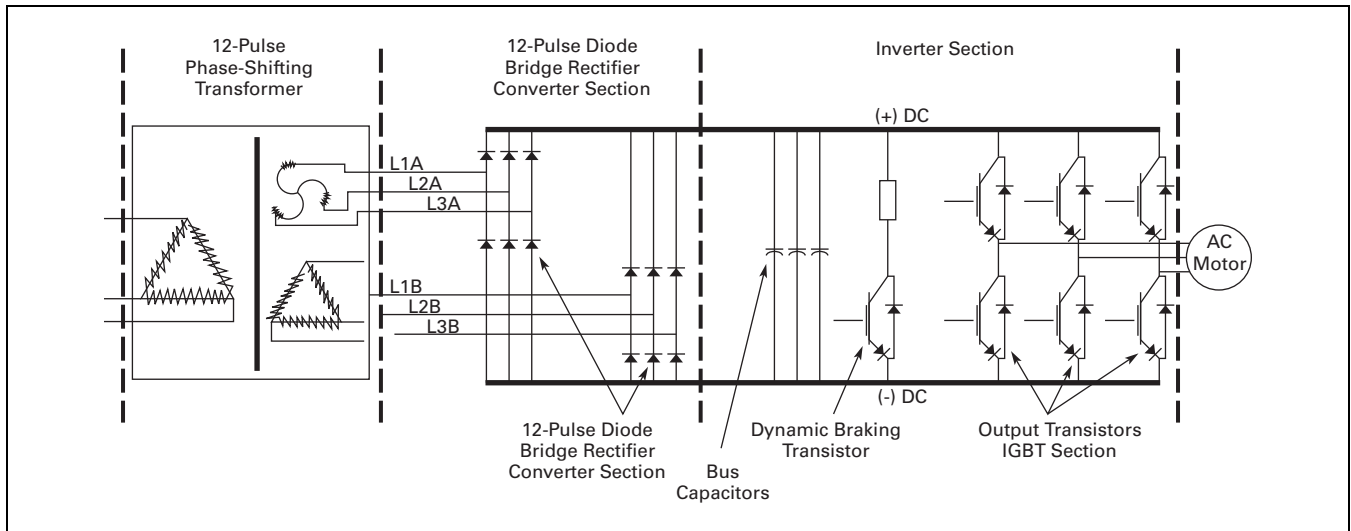 12-Pulse
Phase-Shifting
Transformer
12-Pulse Diode
Bridge Rectifier
Converter Section
Inverter Section
(+) DC
L1A
L2A
L3A
AC
Motor
L1B
L2B
L3B
(-) DC
12-Pulse Diode
Bridge Rectifier
Converter Section
Bus
Capacitors
Dynamic Braking
Transistor
Output Transistors
IGBT Section